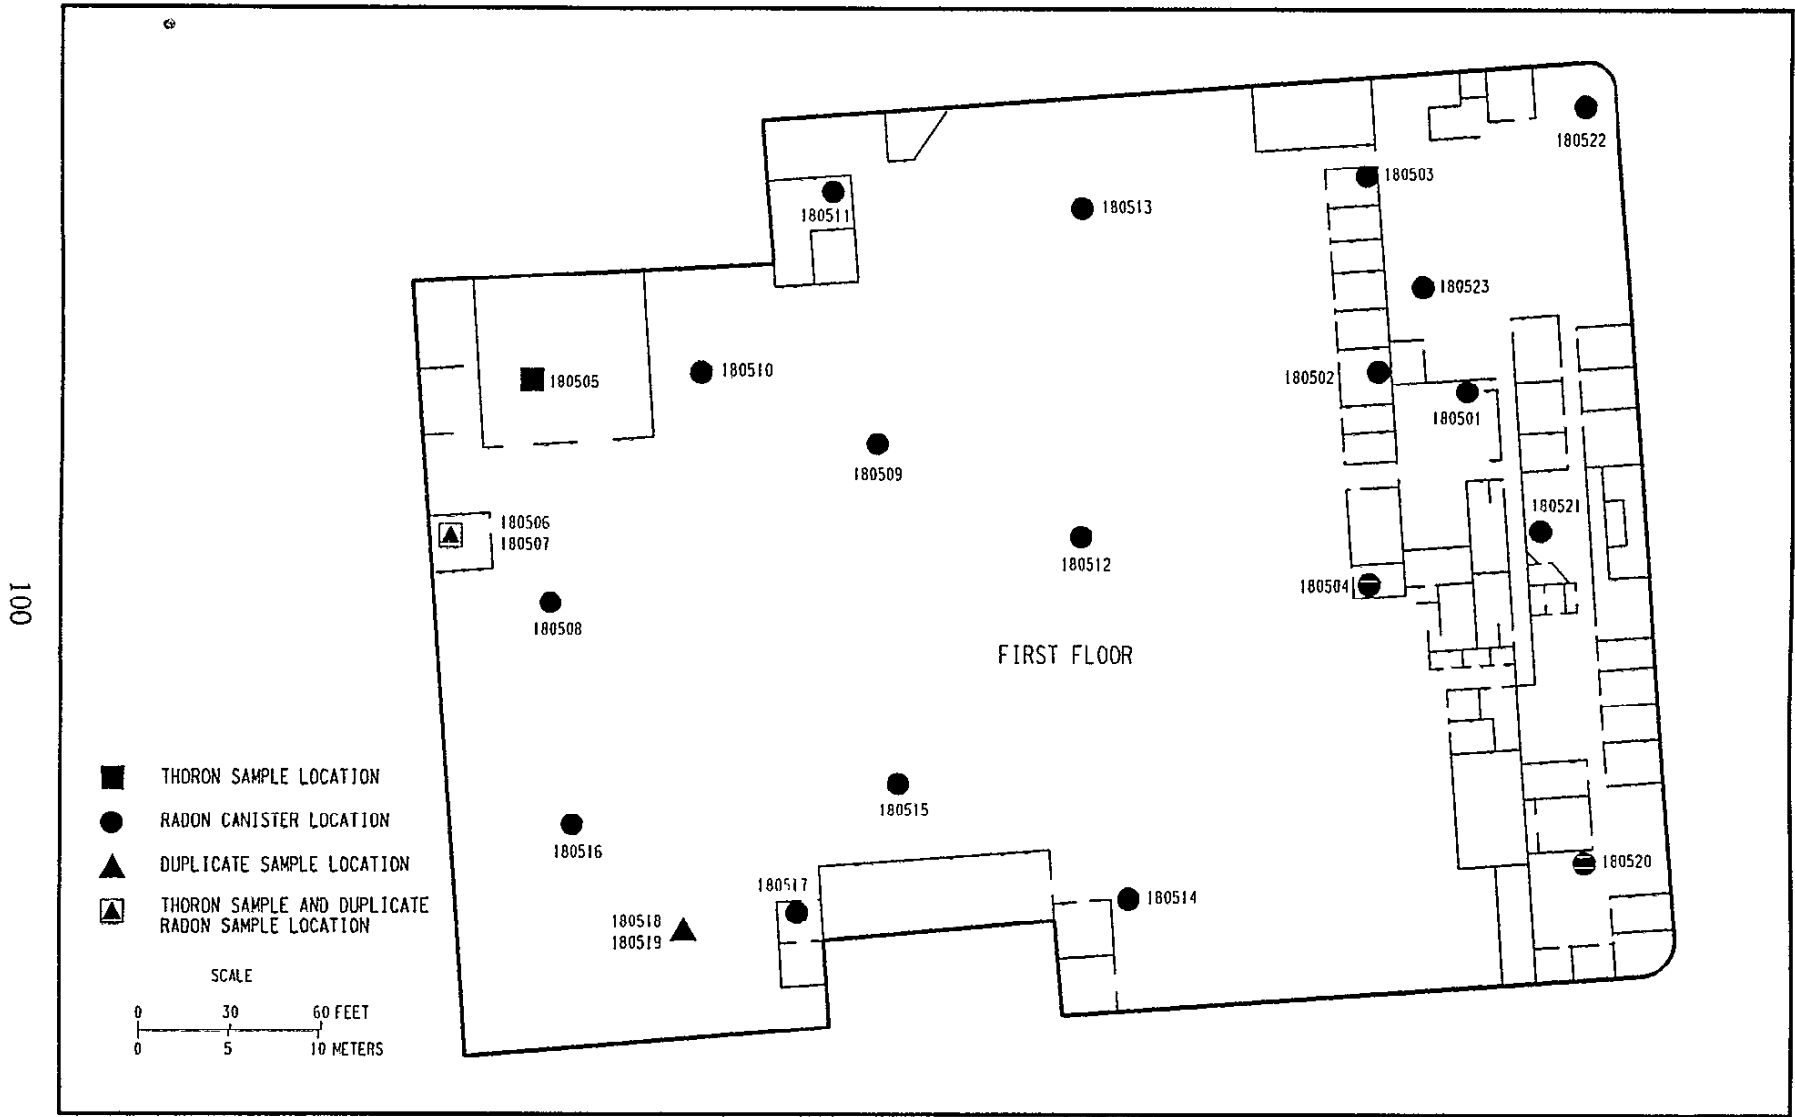 180522
180503
180511
180513
180523
180510
180505
180502
180501
180509
180506
180507
180521
180512
180504
180508
FIRST FLOOR
100
THORON SAMPLE LOCATION
RADON CANISTER LOCATION
DUPLICATE SAMPLE LOCATION
THORON SAMPLE AND DUPLICATE
RADON SAMPLE LOCATION
180515
180516
180520
180517
180514
180518
180519
SCALE
0 30 60 FEET
0 5 10 METERS